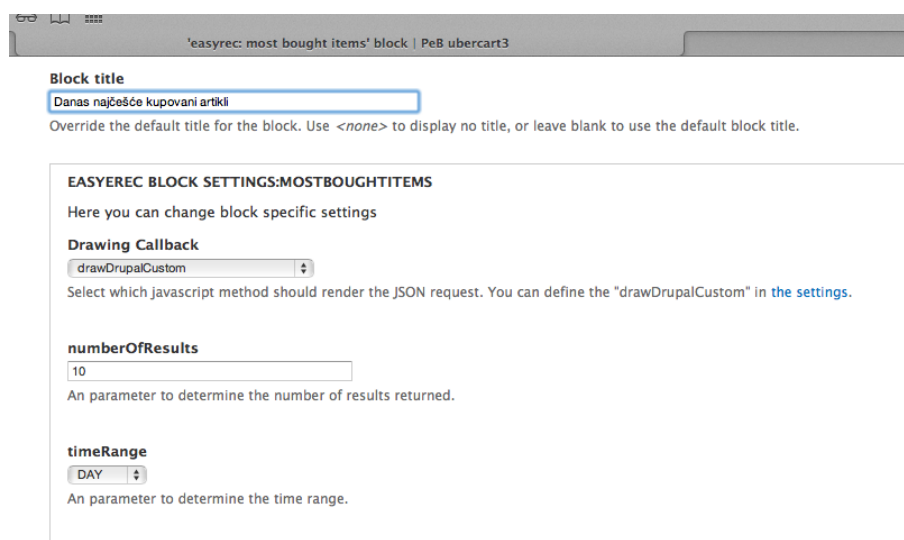 'easyrec: most bought items' block | PeB ubercart3
Block title
Danas najčešće kupovani artikli
Override the default title for the block. Use <none> to display no title, or leave blank to use the default block title.
EASYEREC BLOCK SETTINGS:MOSTBOUGHTITEMS
Here you can change block specific settings
Drawing Callback
drawDrupalCustom
Select which javascript method should render the JSON request. You can define the "drawDrupalCustom" in the settings.
numberOfResults
10
An parameter to determine the number of results returned.
timeRange
DAY
An parameter to determine the time range.